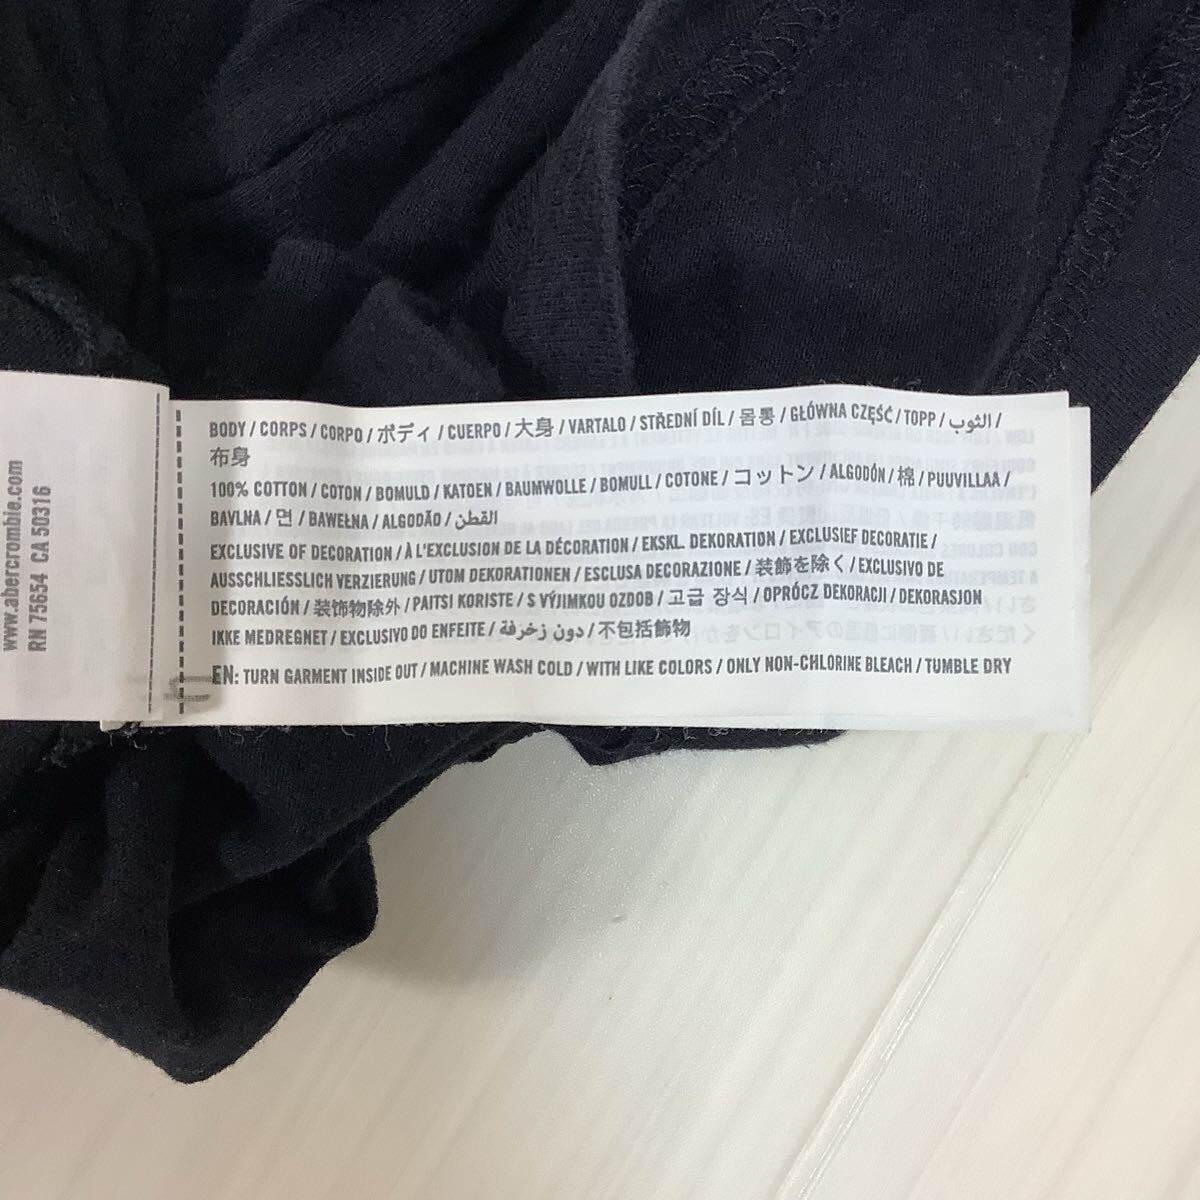 www.abercrombie.com
RN 75654 CA 50316
BODY / CORPS / CORPO / ボディ / CUERPO / 大身 / VARTALO / STŘEDNÍ DÍL / 몸통 / GŁÓWNA CZĘŚĆ / TOPP / الثوب /
布身
100% COTTON / COTON / BOMULD / KATOEN / BAUMWOLLE / BOMULL / COTONE / コットン / ALGODÓN / 棉 / PUUVILLAA /
BAVLNA / 면 / BAWEŁNA / ALGODÃO / القطن
EXCLUSIVE OF DECORATION / À L'EXCLUSION DE LA DÉCORATION / EKSKL. DEKORATION / EXCLUSIEF DECORATIE /
AUSSCHLIESSLICH VERZIERUNG / UTOM DEKORATIONEN / ESCLUSA DECORAZIONE / 装飾を除く / EXCLUSIVO DE
DECORACIÓN / 装饰物除外 / PAITSI KORISTE / S VÝJIMKOU OZDOB / 고급 장식 / OPRÓCZ DEKORACJI / DEKORASJON
IKKE MEDREGNET / EXCLUSIVO DO ENFEITE / دون زخرفة / 不包括飾物
EN: TURN GARMENT INSIDE OUT / MACHINE WASH COLD / WITH LIKE COLORS / ONLY NON-CHLORINE BLEACH / TUMBLE DRY